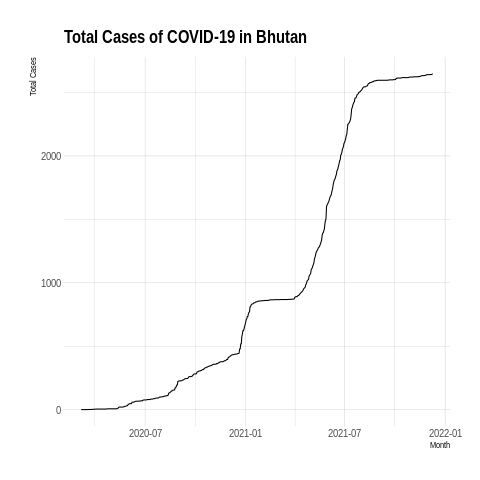 Total Cases of COVID-19 in Bhutan
Total Cases
2000
1000
0
2020-07 2021-01 2021-07 2022-01
Month